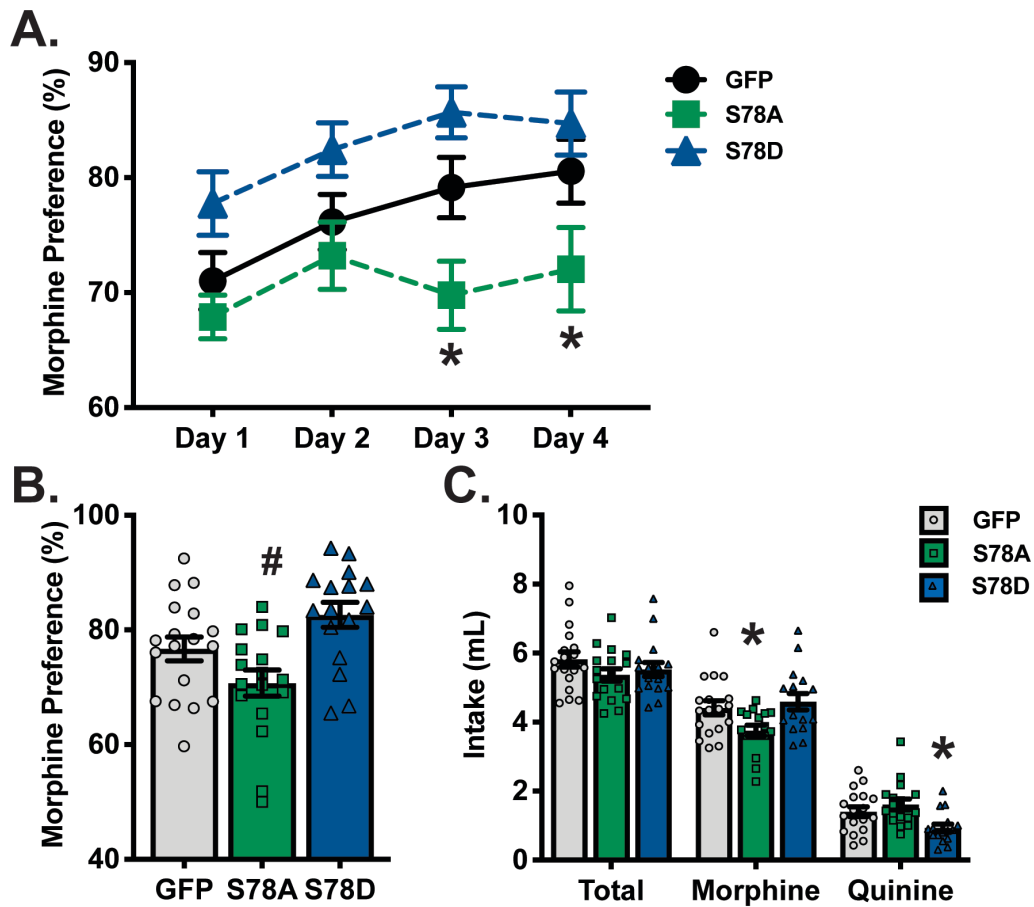 A.
Morphine Preference (%)
90
80
70
60
Day 1 Day 2 Day 3 Day 4
* *
GFP
S78A
S78D
B.
Morphine Preference (%)
100
80
60
40
#
GFP S78A S78D
C.
Intake (mL)
10
8
6
4
2
0
* *
Total Morphine Quinine
GFP
S78A
S78D